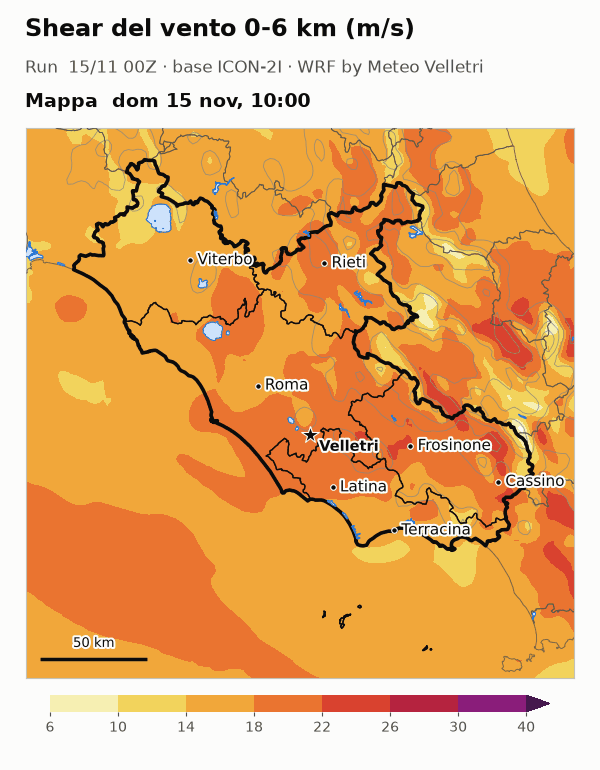 Shear del vento 0-6 km (m/s)
Run  15/11 00Z · base ICON-2I · WRF by Meteo Velletri
Mappa  dom 15 nov, 10:00
Viterbo
Rieti
Roma
Velletri
Frosinone
Cassino
Latina
Terracina
50 km
6 10 14 18 22 26 30 40